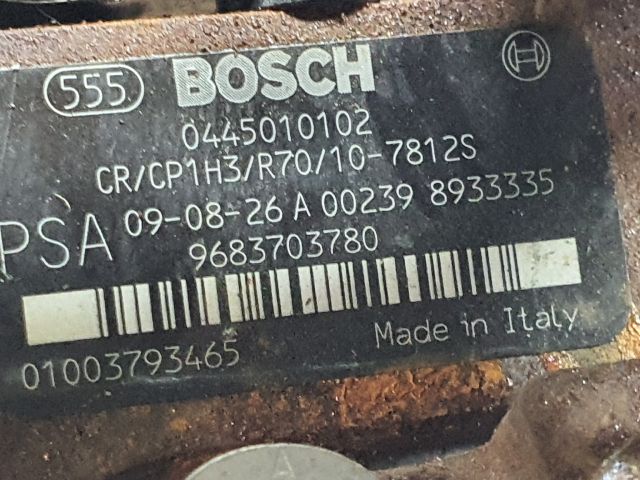 555 BOSCH
0445010102
CR/CP1H3/R70/10-7812S
PSA 09-08-26 A 00239 8933335
9683703780
01003793465 Made in Italy
A